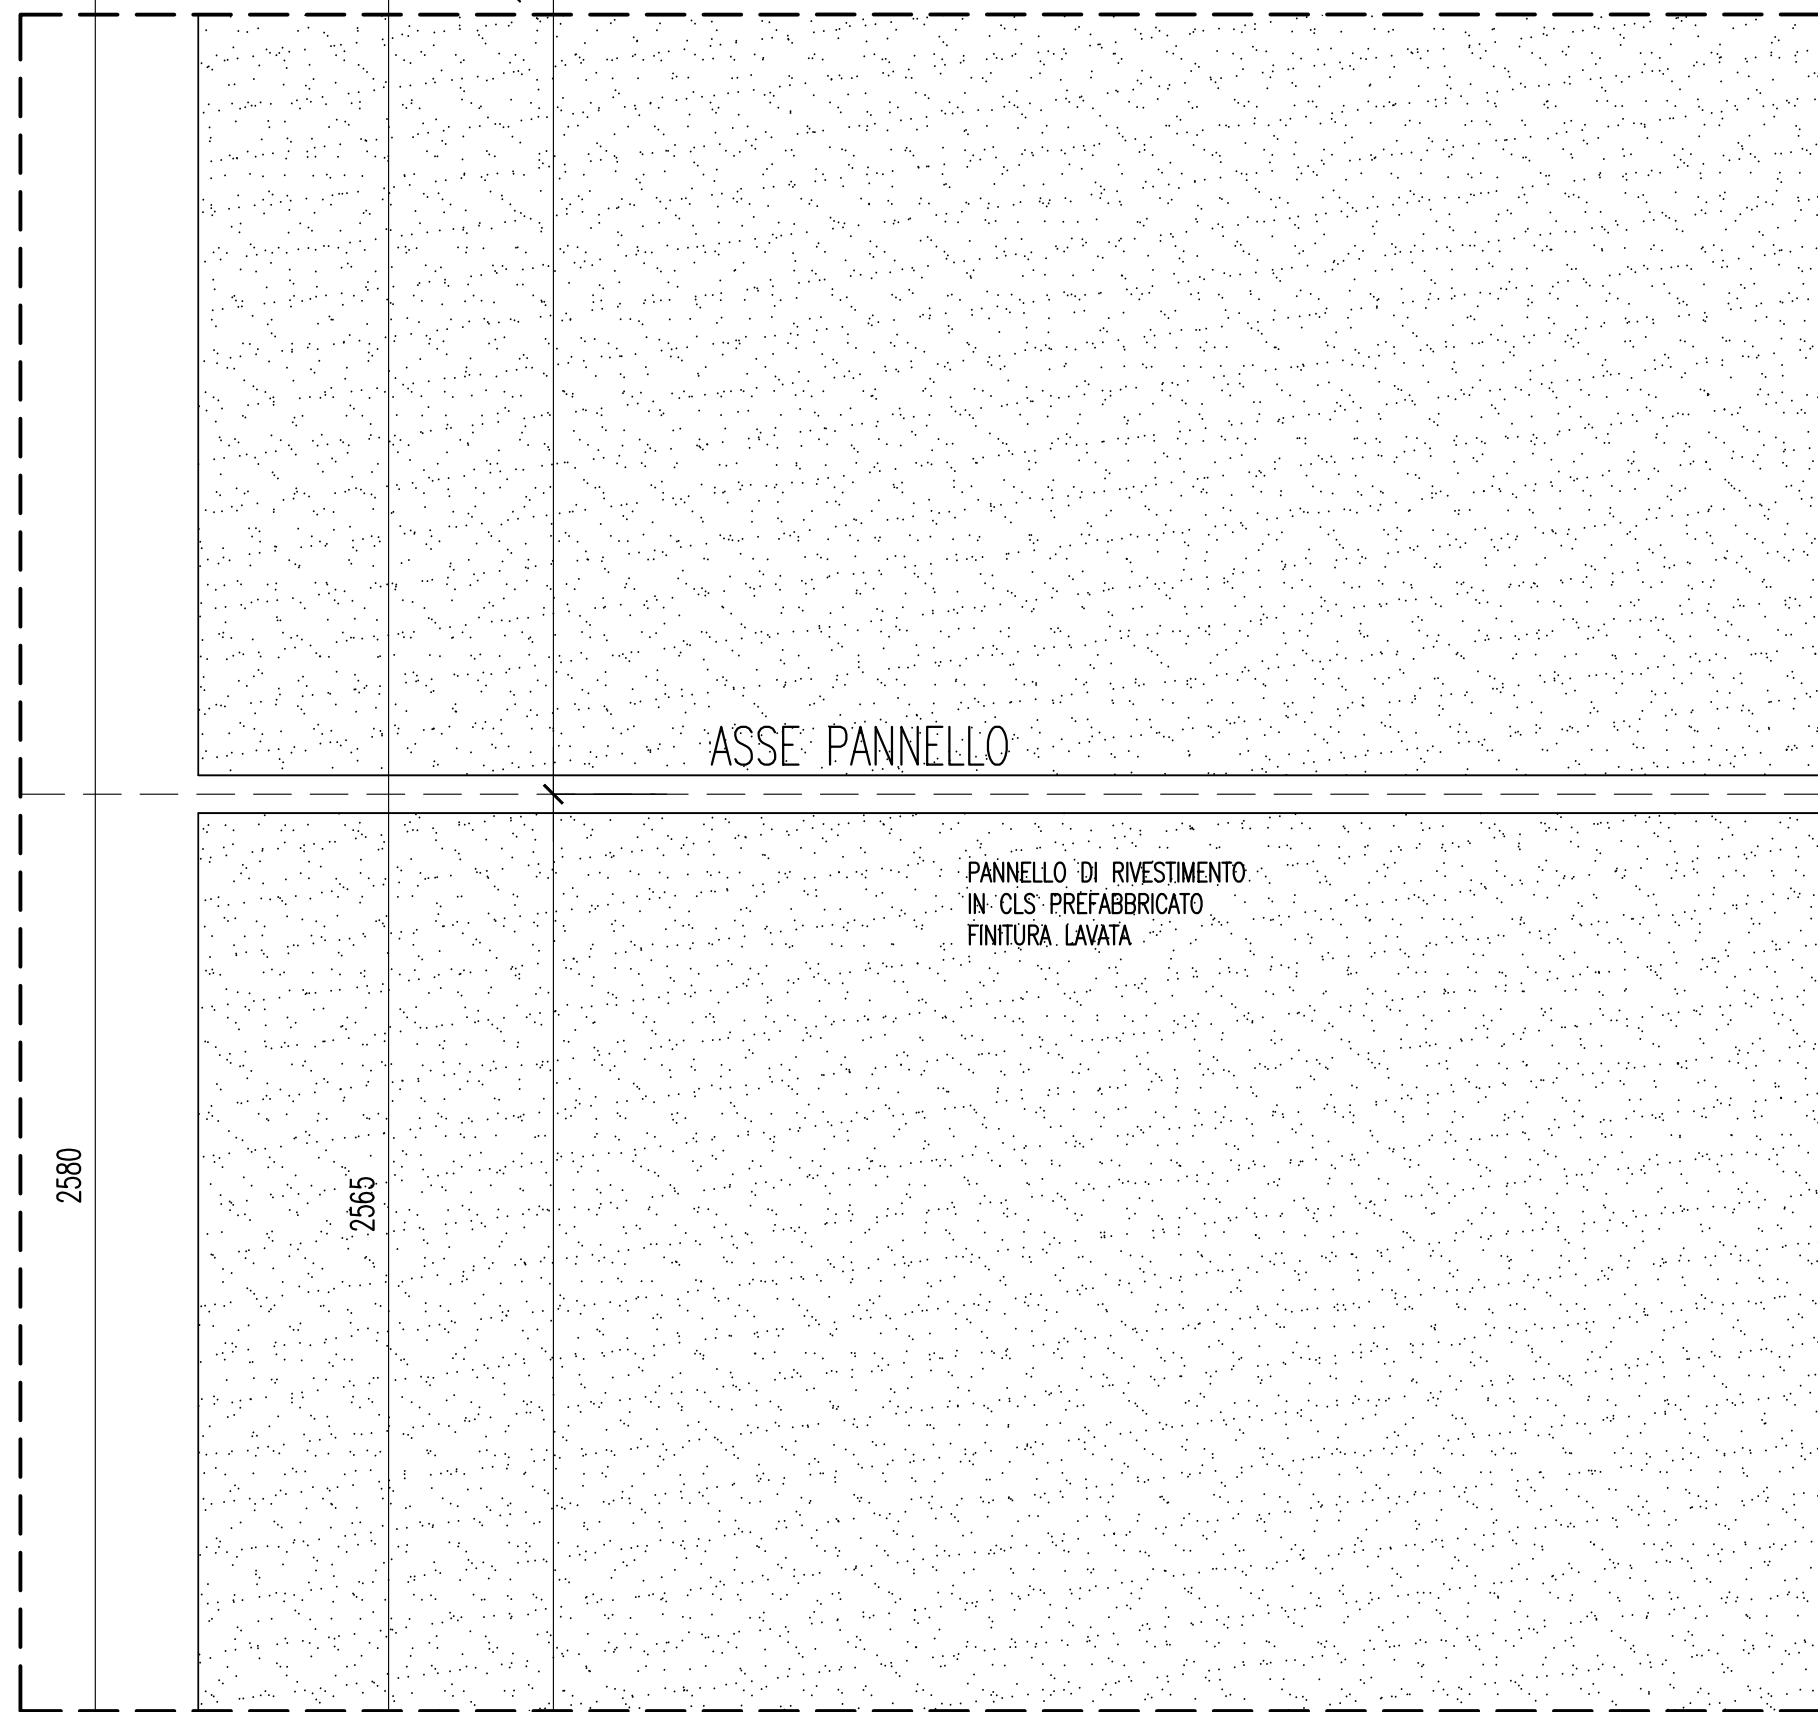 ASSE PANNELLO
PANNELLO DI RIVESTIMENTO
IN CLS PREFABBRICATO
FINITURA LAVATA
2580
2565